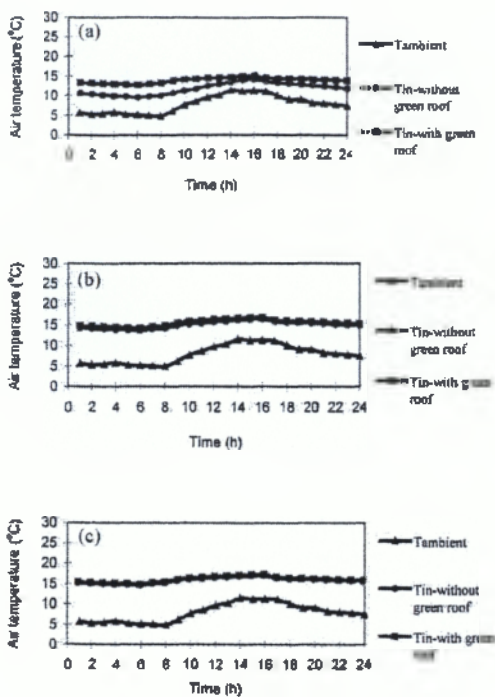 Air temperature (°C)
30
25
20
15
10
5
0
(a)
0 2 4 6 8 10 12 14 16 18 20 22 24
Time (h)
Tambient
Tin-without
green roof
Tin-with green
roof
Air temperature (°C)
30
25
20
15
10
5
0
(b)
0 2 4 6 8 10 12 14 16 18 20 22 24
Time (h)
Tambient
Tin-without
green roof
Tin-with
roof
Air temperature (°C)
30
25
20
15
10
5
0
(c)
0 2 4 6 8 10 12 14 16 18 20 22 24
Time (h)
Tambient
Tin-without
green roof
Tin-with